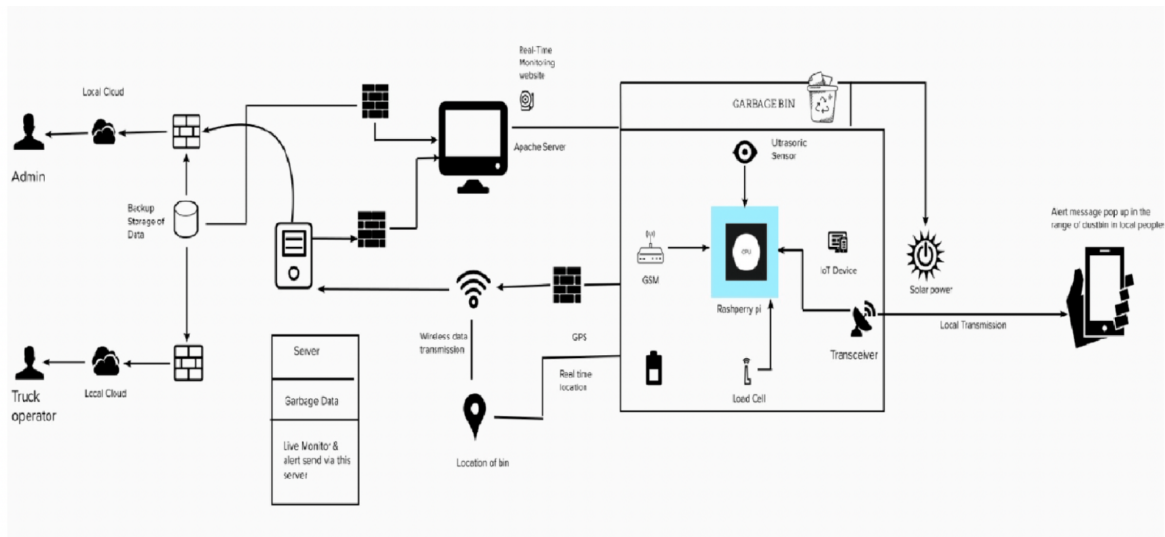 Real-Time
Monitoring
website
Local Cloud
GARBAGE BIN
Apache Server
Ultrasonic
Sensor
Admin
Backup
Storage of
Data
Alert message pop up in the
range of dustbin in local people
CPU
GSM
IoT Device
Solar power
Rashperry pi
Local Transmission
Wireless data
transmission
GPS
Transceiver
Server
Real time
location
Truck
operator
Local Cloud
Garbage Data
Load Cell
Live Monitor &
alert send via this
server
Location of bin